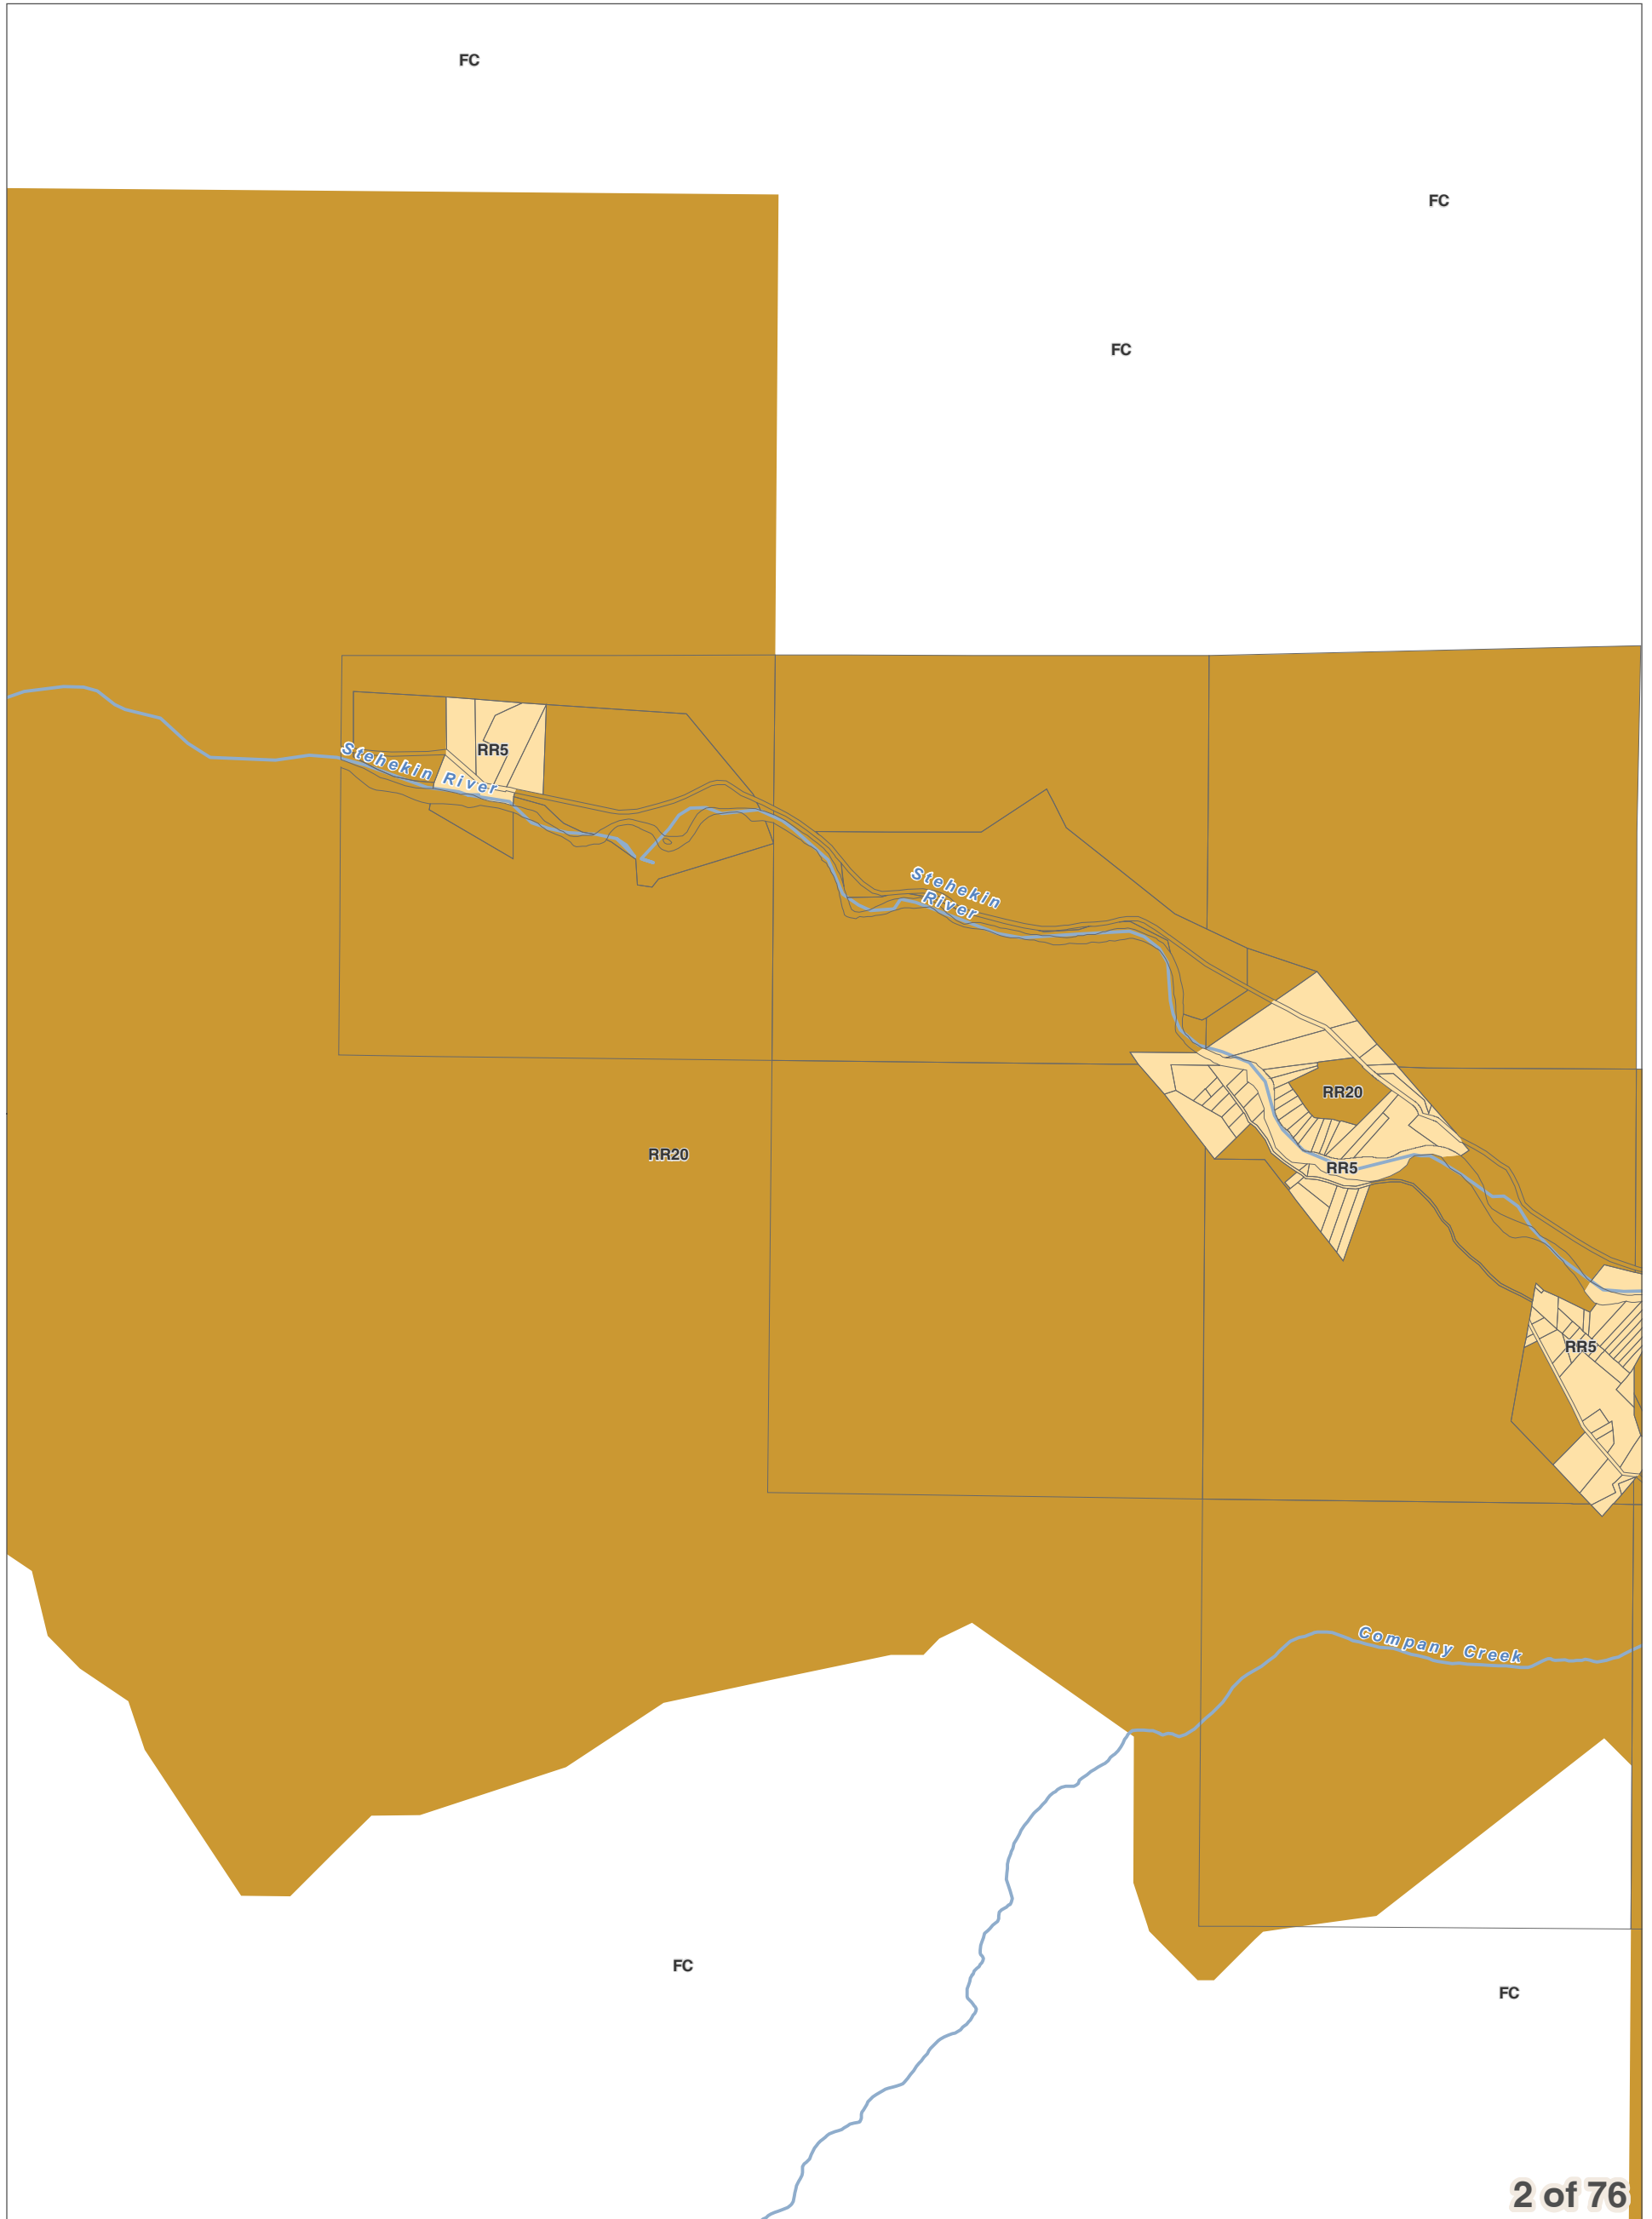 FC
FC
FC
RR5
Stehekin River
Stehekin
River
RR20
RR20
RR5
RR5
Company Creek
FC
FC
2 of 76